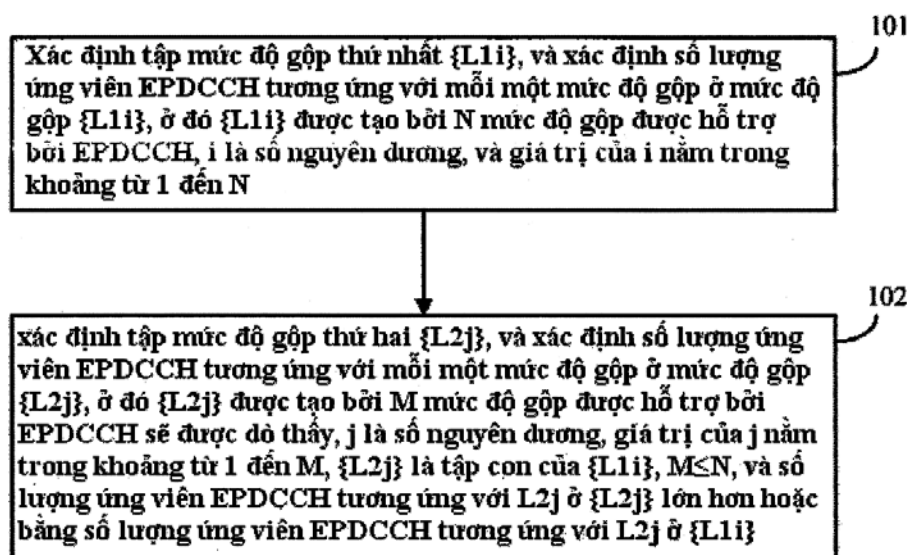 101
Xác định tập mức độ gộp thứ nhất {L1i}, và xác định số lượng
ứng viên EPDCCH tương ứng với mỗi một mức độ gộp ở mức độ
gộp {L1i}, ở đó {L1i} được tạo bởi N mức độ gộp được hỗ trợ
bởi EPDCCH, i là số nguyên dương, và giá trị của i nằm trong
khoảng từ 1 đến N
102
xác định tập mức độ gộp thứ hai {L2j}, và xác định số lượng ứng
viên EPDCCH tương ứng với mỗi một mức độ gộp ở mức độ gộp
{L2j}, ở đó {L2j} được tạo bởi M mức độ gộp được hỗ trợ bởi
EPDCCH sẽ được dò thấy, j là số nguyên dương, giá trị của j nằm
trong khoảng từ 1 đến M, {L2j} là tập con của {L1i}, M≤N, và số
lượng ứng viên EPDCCH tương ứng với L2j ở {L2j} lớn hơn hoặc
bằng số lượng ứng viên EPDCCH tương ứng với L2j ở {L1i}